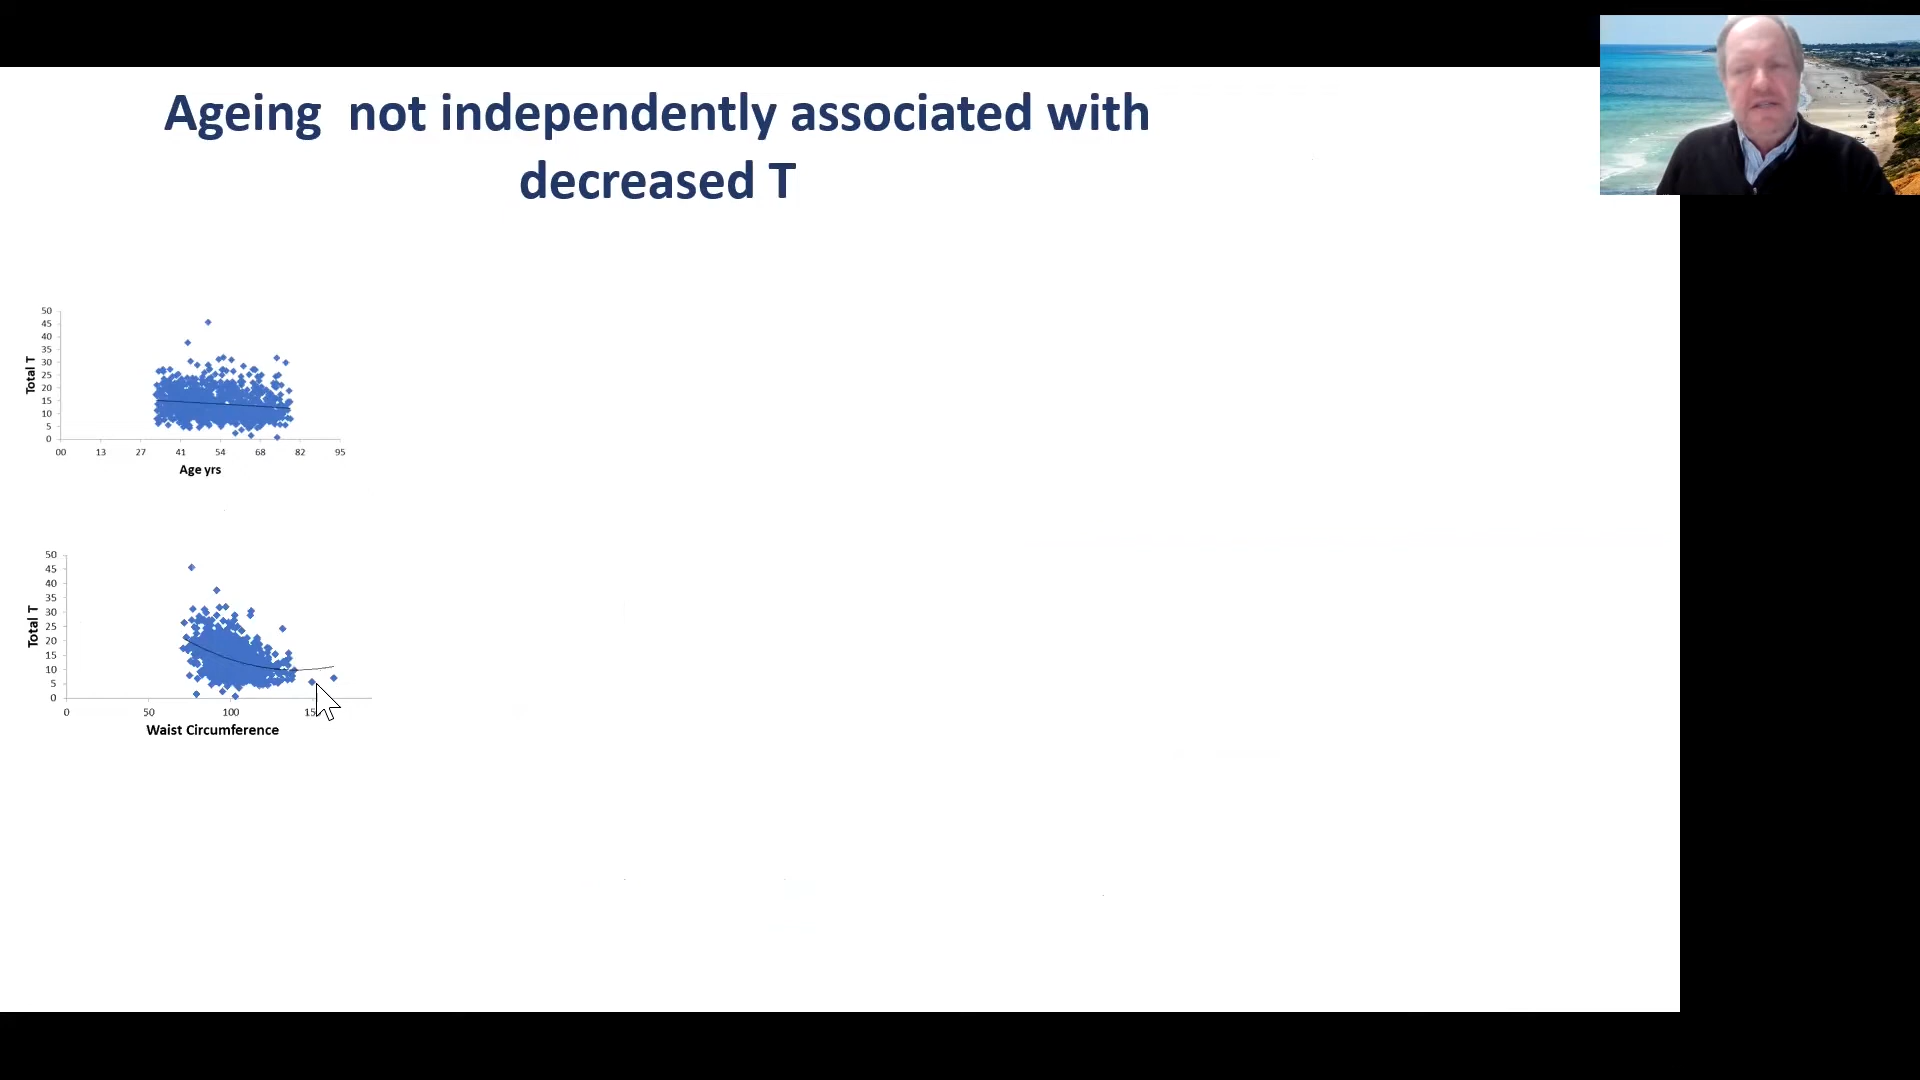 Ageing  not independently associated with
decreased T
50
45
40
35
30
25
20
15
10
5
0
Total T
00 13 27 41 54 68 82 95
Age yrs
50
45
40
35
30
25
20
15
10
5
0
Total T
0 50 100
Waist Circumference